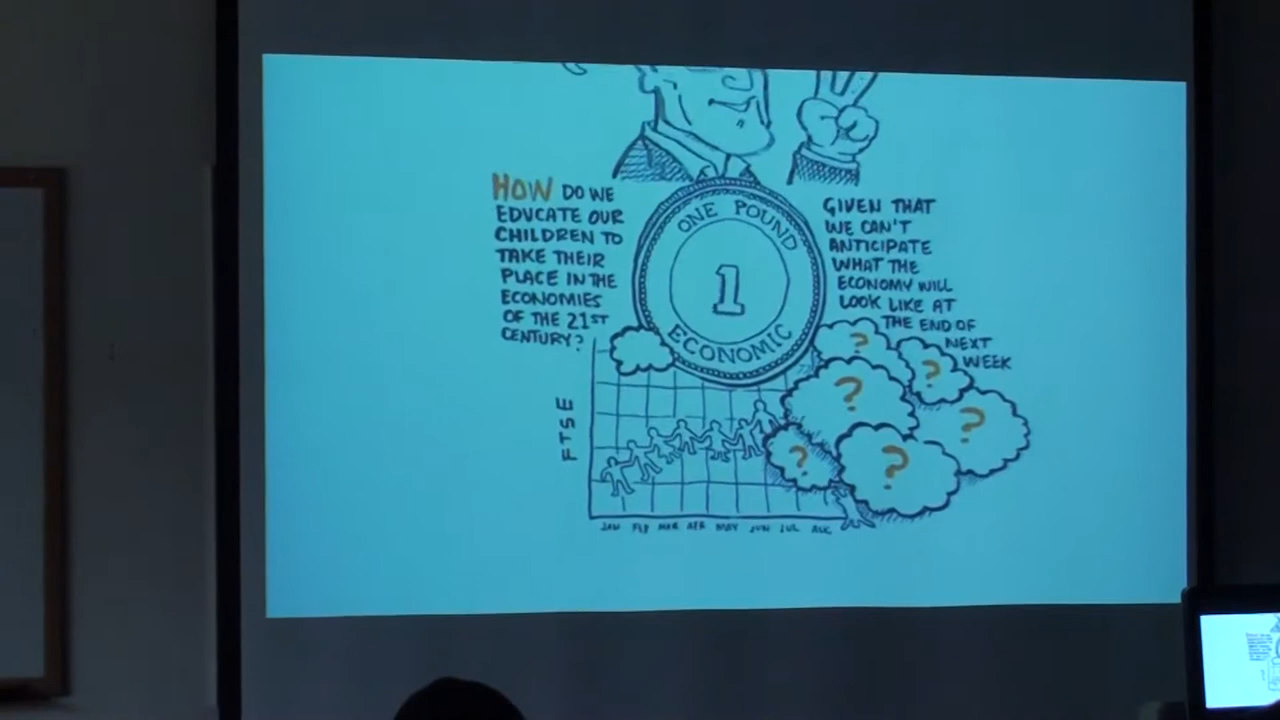 HOW DO WE
EDUCATE OUR
CHILDREN TO
TAKE THEIR
PLACE IN THE
ECONOMIES
OF THE 21ST
CENTURY?
ONE POUND
1
ECONOMIC
GIVEN THAT
WE CAN'T
ANTICIPATE
WHAT THE
ECONOMY WILL
LOOK LIKE AT
THE END OF
NEXT
WEEK
?
?
?
?
?
?
FTSE
JAN FEB MAR APR MAY JUN JUL AUG